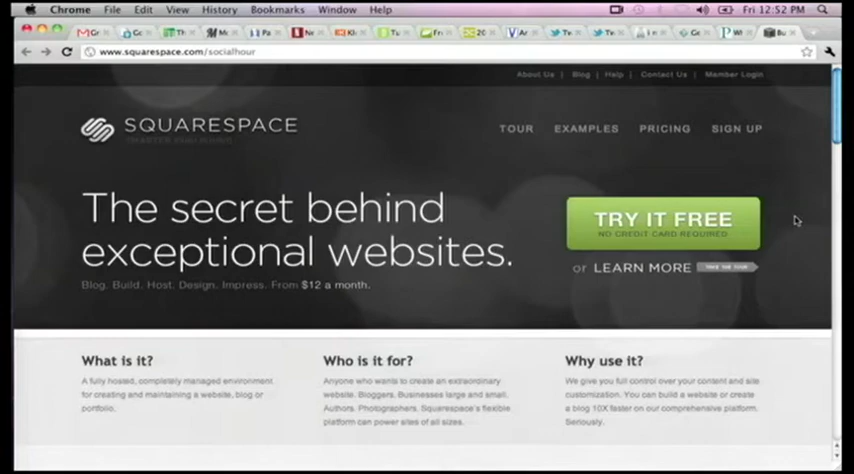 Chrome File Edit View History Bookmarks Window Help Fri 12:52 PM
www.squarespace.com/socialhour
About Us | Blog | Help | Contact Us | Member Login
SQUARESPACE
TOUR EXAMPLES PRICING SIGN UP
The secret behind
exceptional websites.
TRY IT FREE
NO CREDIT CARD REQUIRED
or LEARN MORE TAKE THE TOUR
Blog. Build. Host. Design. Impress. From $12 a month.
What is it?
A fully hosted, completely managed environment
for creating and maintaining a website, blog or
portfolio.
Who is it for?
Anyone who wants to create an extraordinary
website. Bloggers. Businesses large and small.
Authors. Photographers. Squarespace's flexible
platform can power sites of all sizes.
Why use it?
We give you full control over your content and site
customization. You can build a website or create
a blog 10X faster on our comprehensive platform.
Seriously.